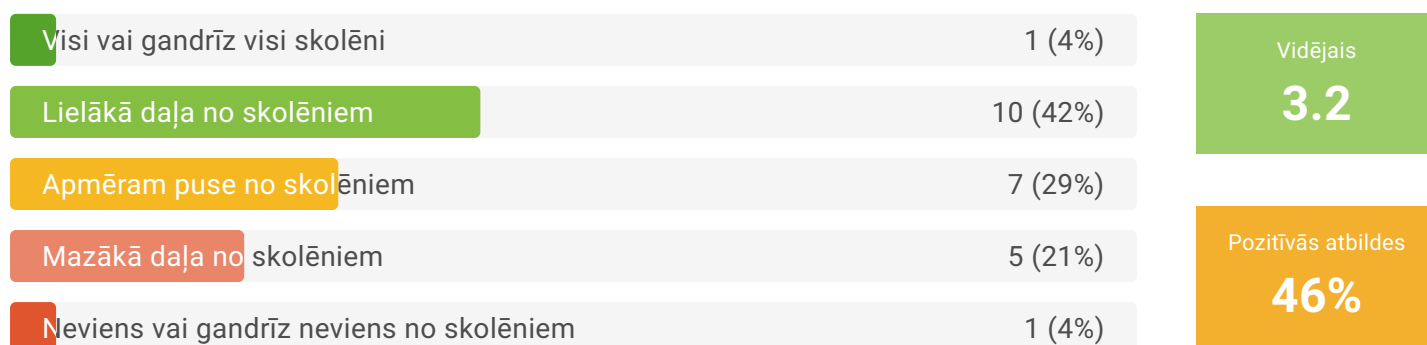 Visi vai gandrīz visi skolēni 1 (4%)
Lielākā daļa no skolēniem 10 (42%)
Apmēram puse no skolēniem 7 (29%)
Mazākā daļa no skolēniem 5 (21%)
Neviens vai gandrīz neviens no skolēniem 1 (4%)
Vidējais
3.2
Pozitīvās atbildes
46%